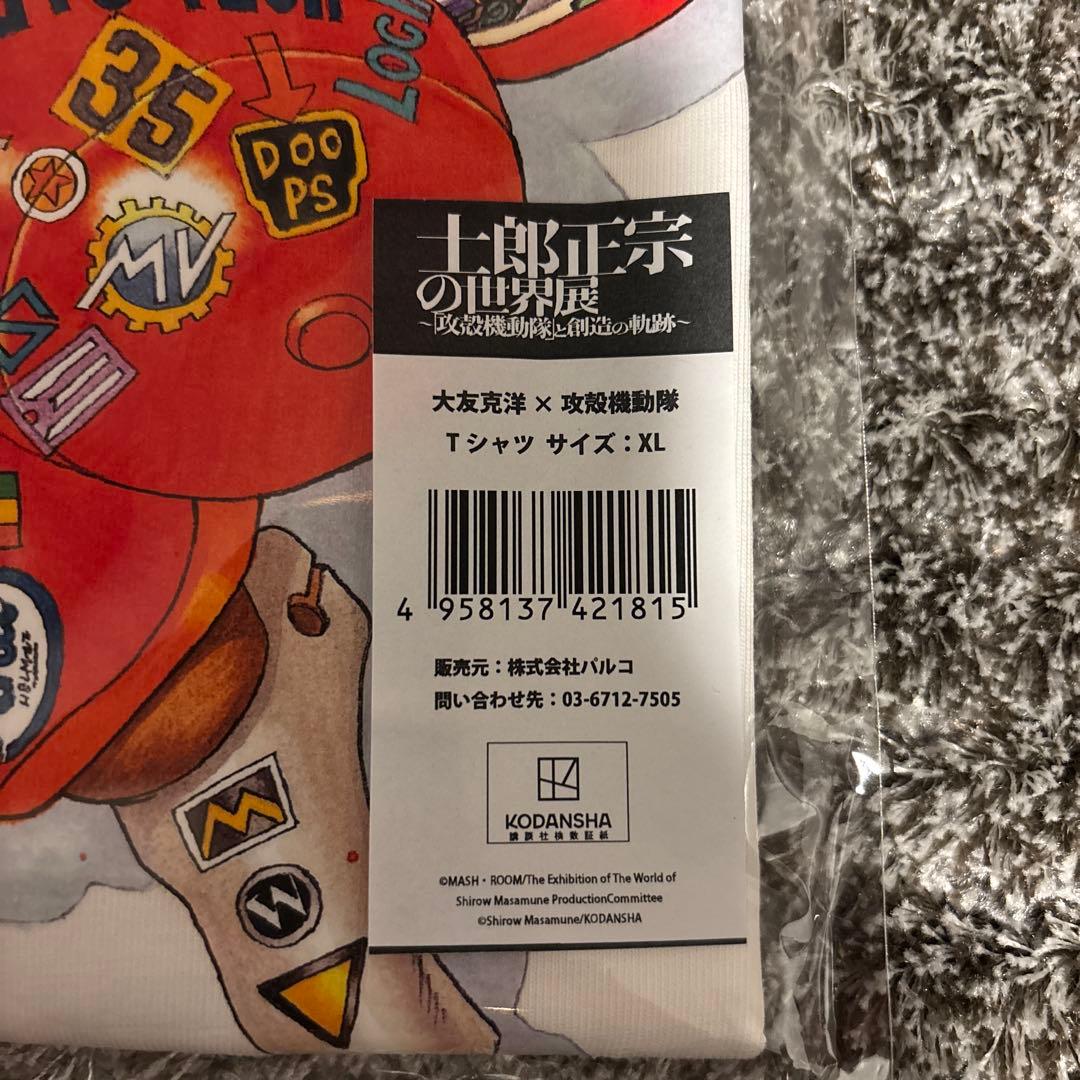 35
DOO
PS
MV
士郎正宗
の世界展
～「攻殻機動隊」と創造の軌跡～
大友克洋 × 攻殻機動隊
Tシャツ サイズ：XL
4 958137 421815
販売元：株式会社パルコ
問い合わせ先：03-6712-7505
KODANSHA
講談社検数証紙
©MASH・ROOM/The Exhibition of The World of
Shirow Masamune ProductionCommittee
©Shirow Masamune/KODANSHA
M
W